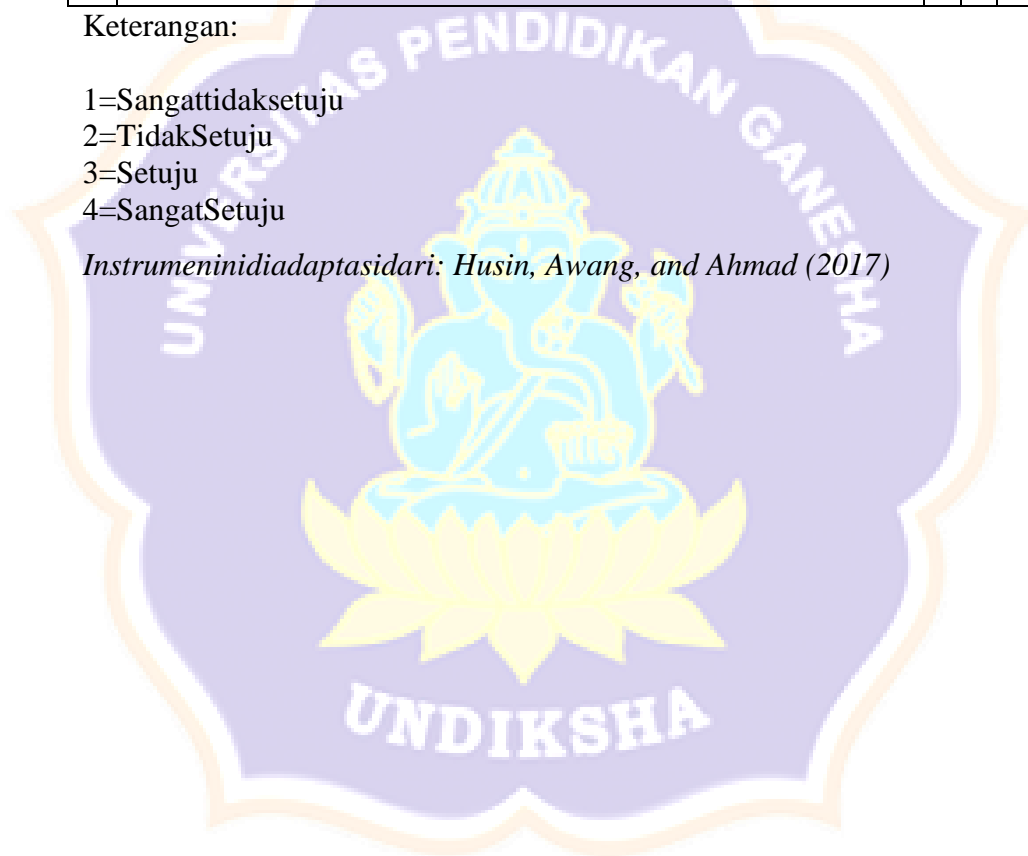 Keterangan:
1=Sangattidaksetuju
2=TidakSetuju
3=Setuju
4=SangatSetuju
Instrumeninidiadaptasidari: Husin, Awang, and Ahmad (2017)
UNIVERSITAS PENDIDIKAN GANESHA
UNDIKSHA